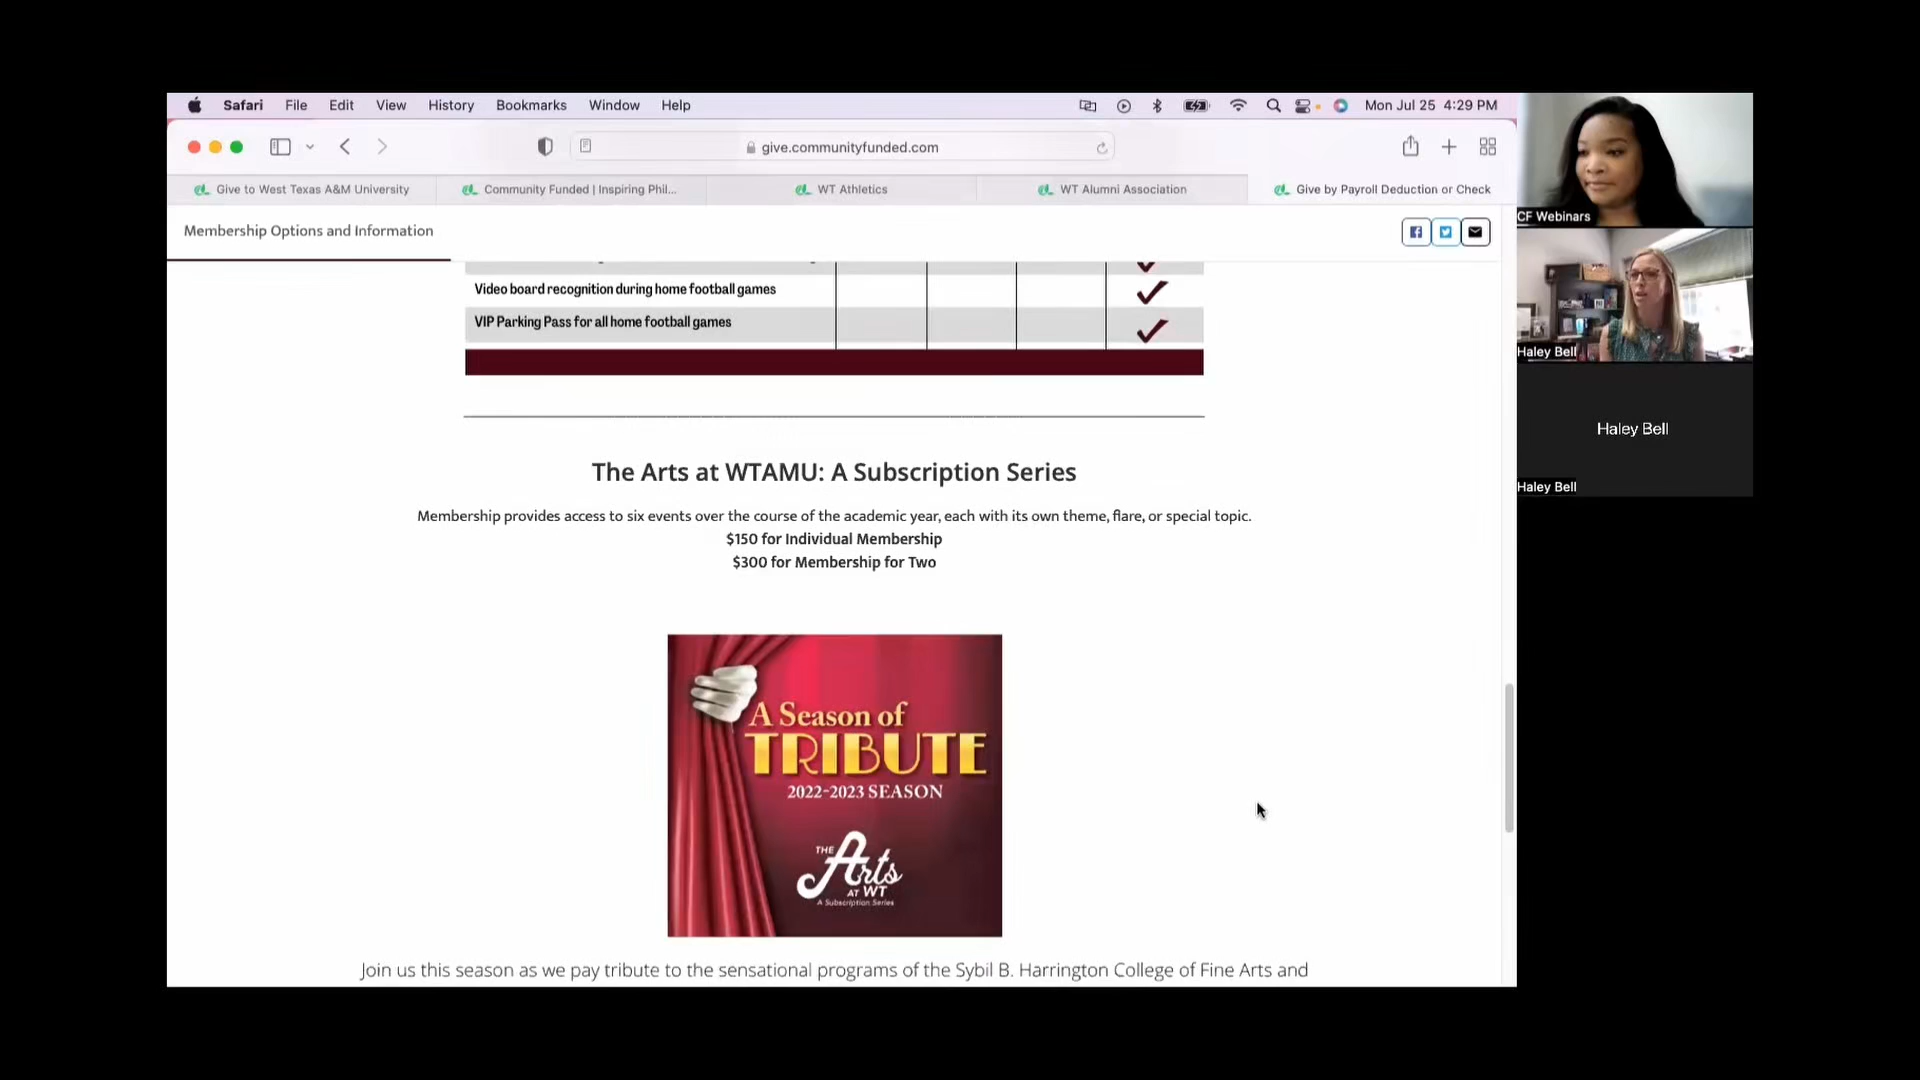 Safari File Edit View History Bookmarks Window Help Mon Jul 25 4:29 PM
give.communityfunded.com
Give to West Texas A&M University Community Funded | Inspiring Phil... WT Athletics WT Alumni Association Give by Payroll Deduction or Check
Membership Options and Information
Video board recognition during home football games
VIP Parking Pass for all home football games
The Arts at WTAMU: A Subscription Series
Membership provides access to six events over the course of the academic year, each with its own theme, flare, or special topic.
$150 for Individual Membership
$300 for Membership for Two
A Season of
TRIBUTE
2022-2023 SEASON
THE Arts
AT WT
A Subscription Series
Join us this season as we pay tribute to the sensational programs of the Sybil B. Harrington College of Fine Arts and
CF Webinars
Haley Bell
Haley Bell
Haley Bell